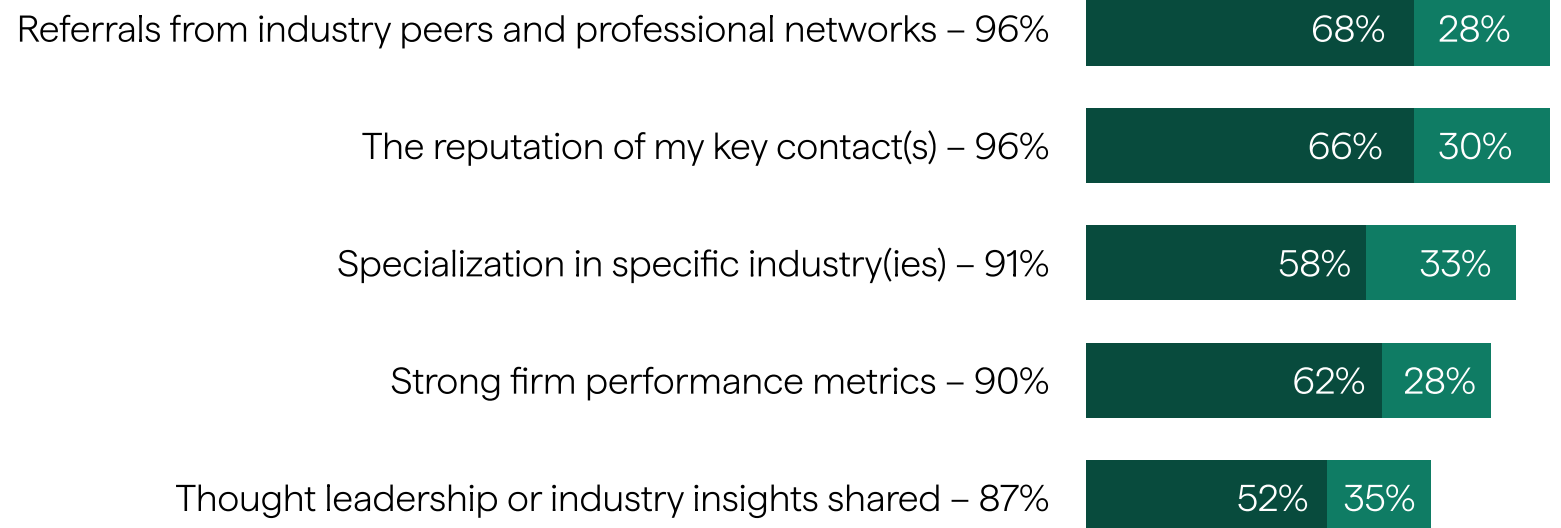 Referrals from industry peers and professional networks – 96% 68% 28%
The reputation of my key contact(s) – 96% 66% 30%
Specialization in specific industry(ies) – 91% 58% 33%
Strong firm performance metrics – 90% 62% 28%
Thought leadership or industry insights shared – 87% 52% 35%